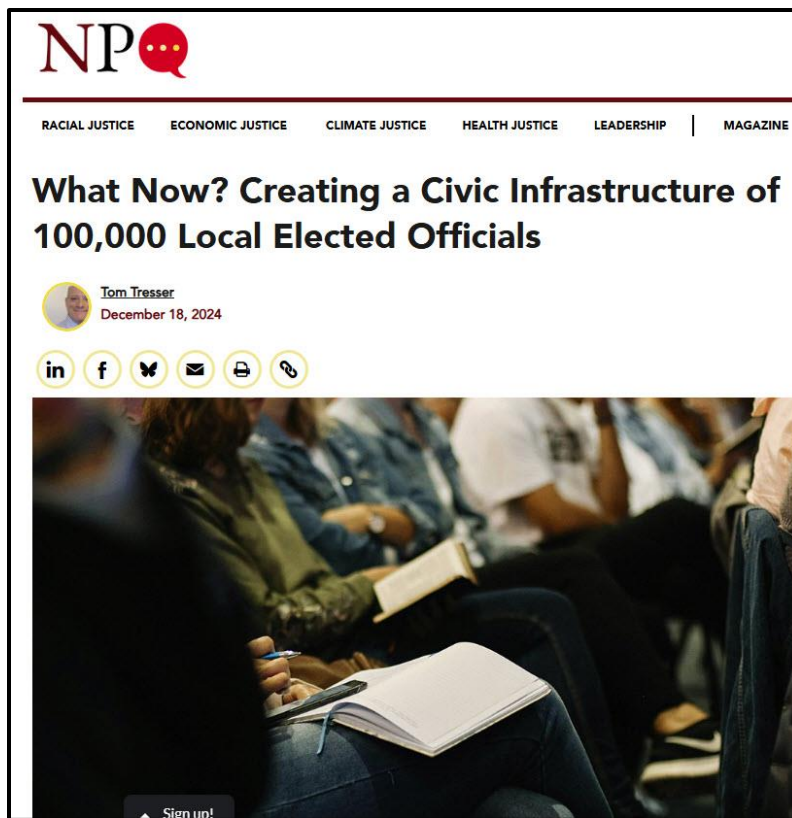 NPQ
RACIAL JUSTICE ECONOMIC JUSTICE CLIMATE JUSTICE HEALTH JUSTICE LEADERSHIP | MAGAZINE
What Now? Creating a Civic Infrastructure of
100,000 Local Elected Officials
Tom Tresser
December 18, 2024
in f
Sign up!